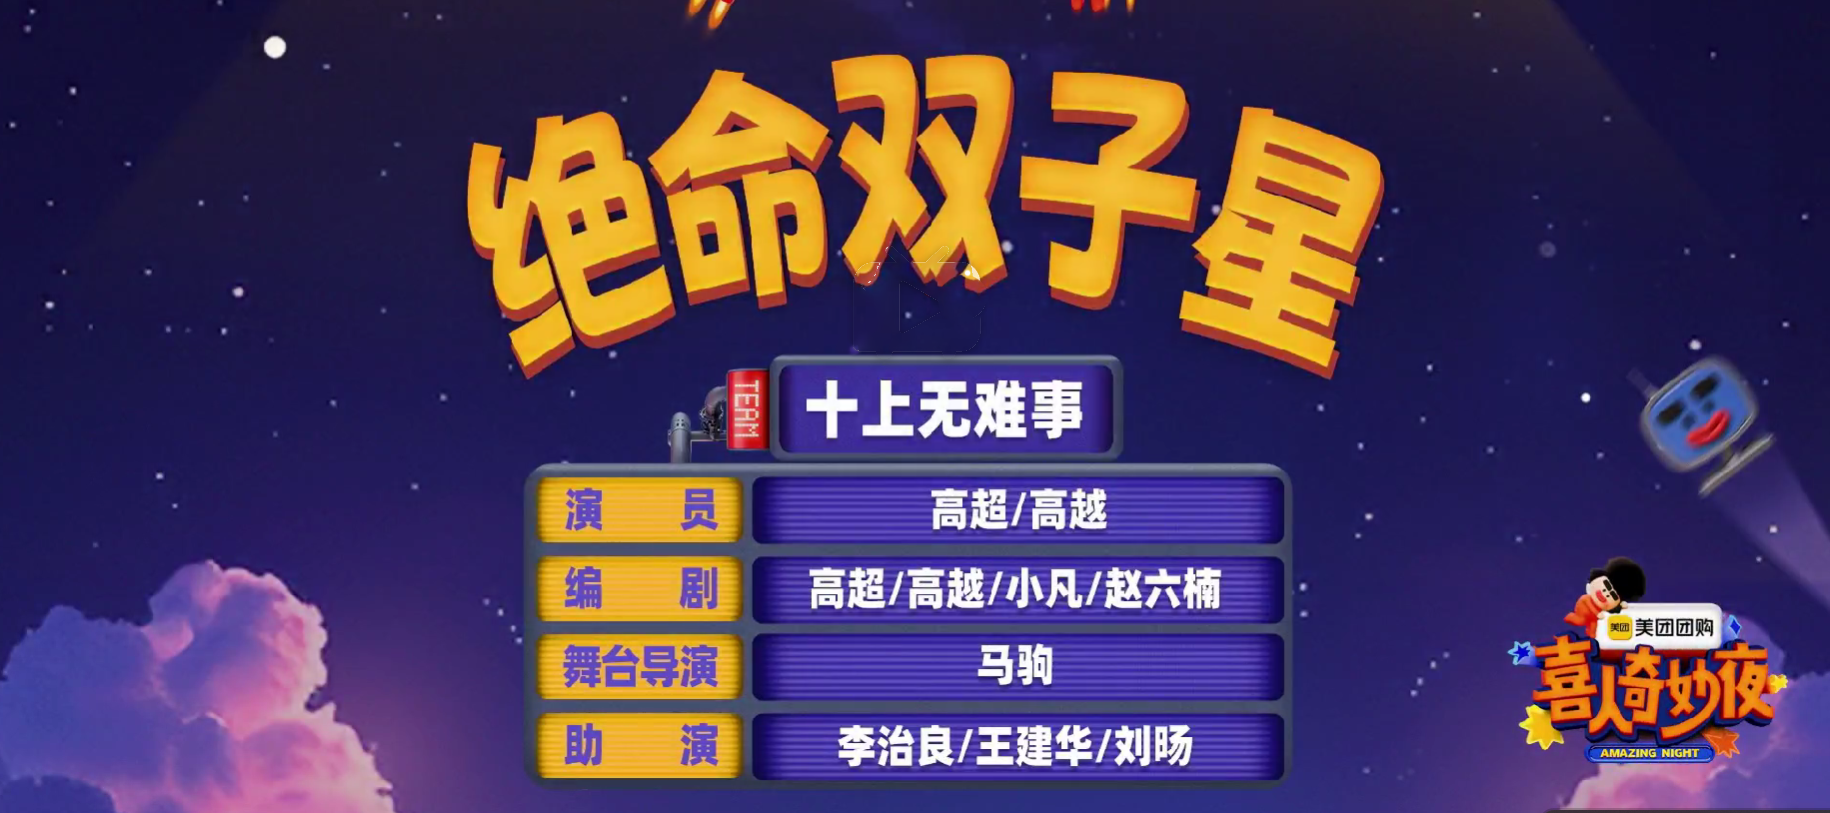 绝命双子星
TEAM
十上无难事
演员
高超/高越
编剧
高超/高越/小凡/赵六楠
舞台导演
马驹
助演
李治良/王建华/刘旸
美团 美团团购
喜人奇妙夜
AMAZING NIGHT